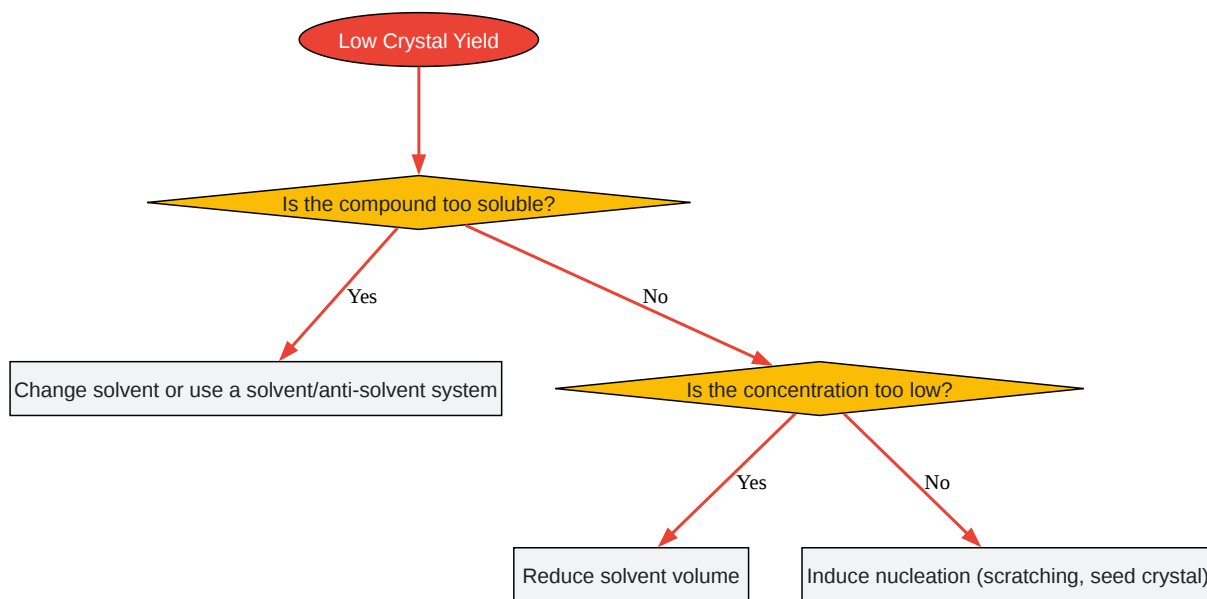 Low Crystal Yield
Is the compound too soluble?
Yes
No
Change solvent or use a solvent/anti-solvent system
Is the concentration too low?
Yes
No
Reduce solvent volume
Induce nucleation (scratching, seed crystal)